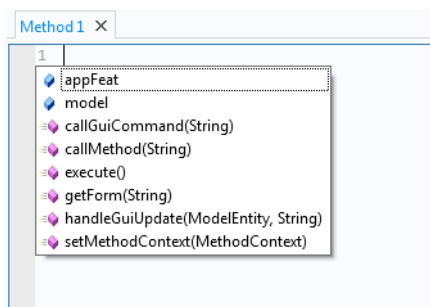 Method 1
1
appFeat
model
callGuiCommand(String)
callMethod(String)
execute()
getForm(String)
handleGuiUpdate(ModelEntity, String)
setMethodContext(MethodContext)